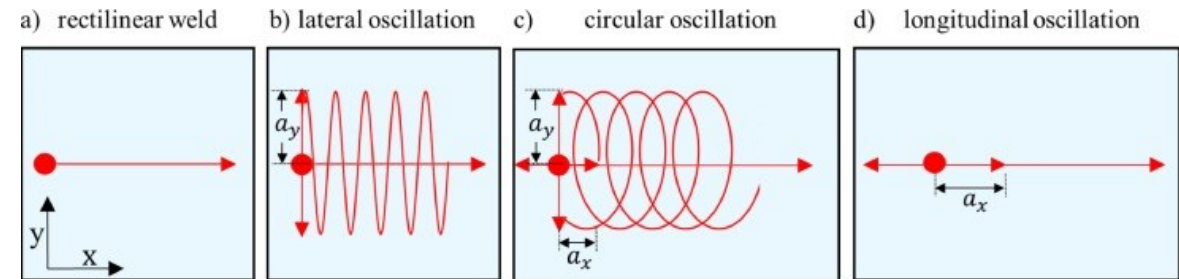 a) rectilinear weld
b) lateral oscillation
c) circular oscillation
d) longitudinal oscillation
y
x
a_y
a_y
a_x
a_x